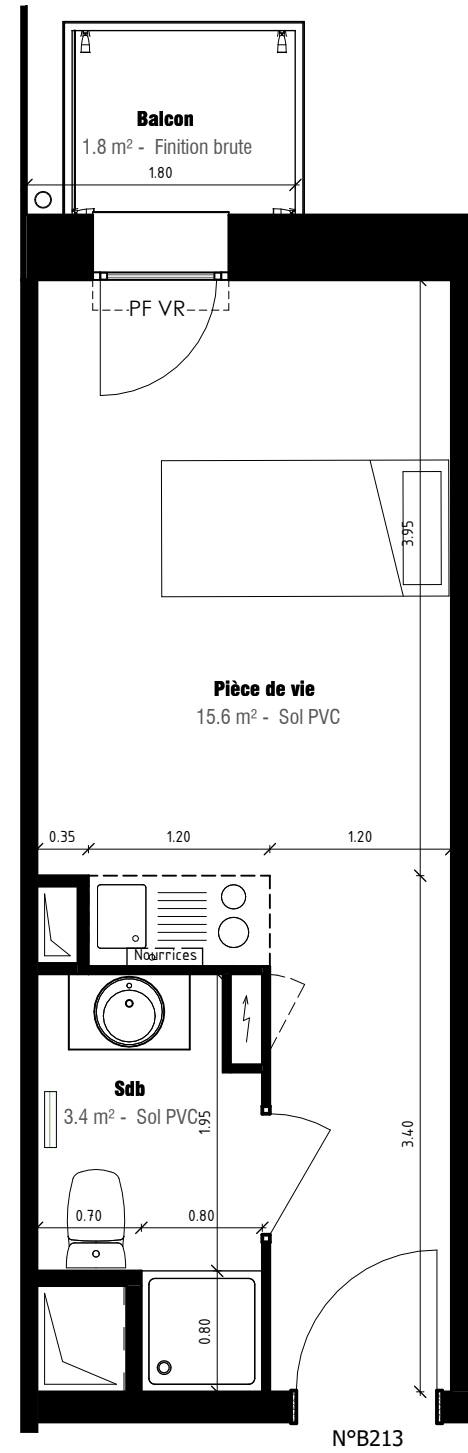 Balcon
1.8 m² - Finition brute
1.80
PF VR
3.95
Pièce de vie
15.6 m² - Sol PVC
0.35
1.20
1.20
Nourrices
Sdb
3.4 m² - Sol PVC
1.95
3.40
0.70
0.80
0.80
N°B213